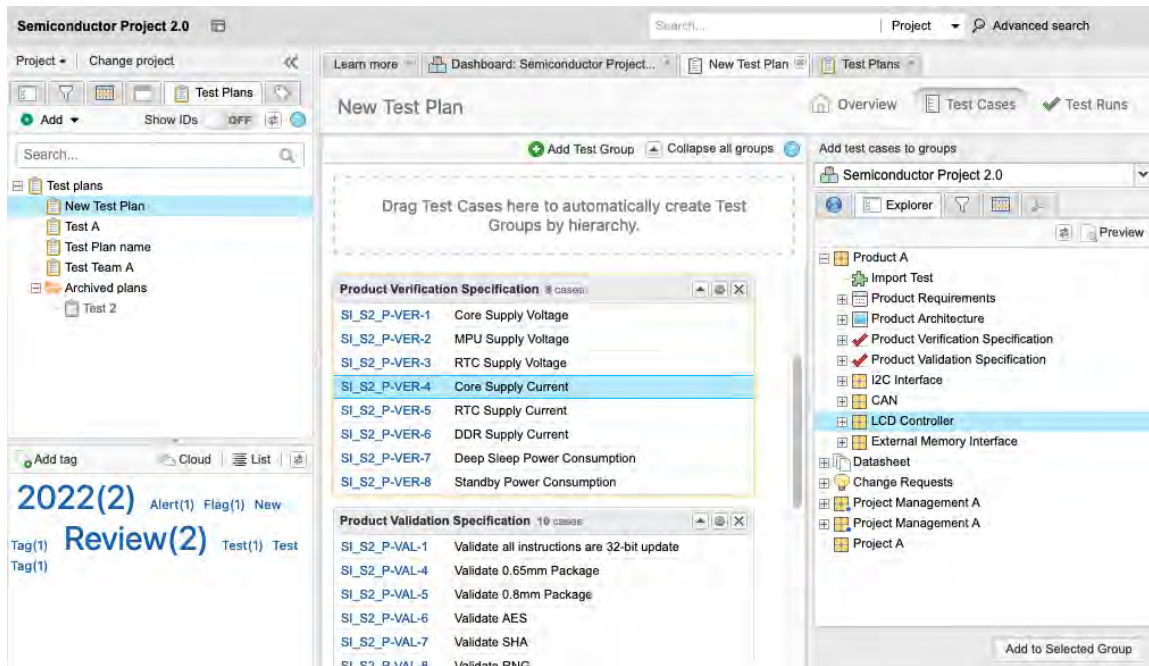 Semiconductor Project 2.0
Search...
Project
Advanced search
Project
Change project
Test Plans
Add
Show IDs
OFF
Search...
Test plans
New Test Plan
Test A
Test Plan name
Test Team A
Archived plans
Test 2
Add tag
Cloud
List
2022(2) Alert(1) Flag(1) New
Tag(1) Review(2) Test(1) Test
Tag(1)
Learn more
Dashboard: Semiconductor Project...
New Test Plan
Test Plans
New Test Plan
Overview
Test Cases
Test Runs
Add Test Group
Collapse all groups
Drag Test Cases here to automatically create Test
Groups by hierarchy.
Product Verification Specification 8 cases
SI_S2_P-VER-1 Core Supply Voltage
SI_S2_P-VER-2 MPU Supply Voltage
SI_S2_P-VER-3 RTC Supply Voltage
SI_S2_P-VER-4 Core Supply Current
SI_S2_P-VER-5 RTC Supply Current
SI_S2_P-VER-6 DDR Supply Current
SI_S2_P-VER-7 Deep Sleep Power Consumption
SI_S2_P-VER-8 Standby Power Consumption
Product Validation Specification 10 cases
SI_S2_P-VAL-1 Validate all instructions are 32-bit update
SI_S2_P-VAL-4 Validate 0.65mm Package
SI_S2_P-VAL-5 Validate 0.8mm Package
SI_S2_P-VAL-6 Validate AES
SI_S2_P-VAL-7 Validate SHA
SI_S2_P-VAL-8 Validate RNG
Add test cases to groups
Semiconductor Project 2.0
Explorer
Preview
Product A
Import Test
Product Requirements
Product Architecture
Product Verification Specification
Product Validation Specification
I2C Interface
CAN
LCD Controller
External Memory Interface
Datasheet
Change Requests
Project Management A
Project Management A
Project A
Add to Selected Group